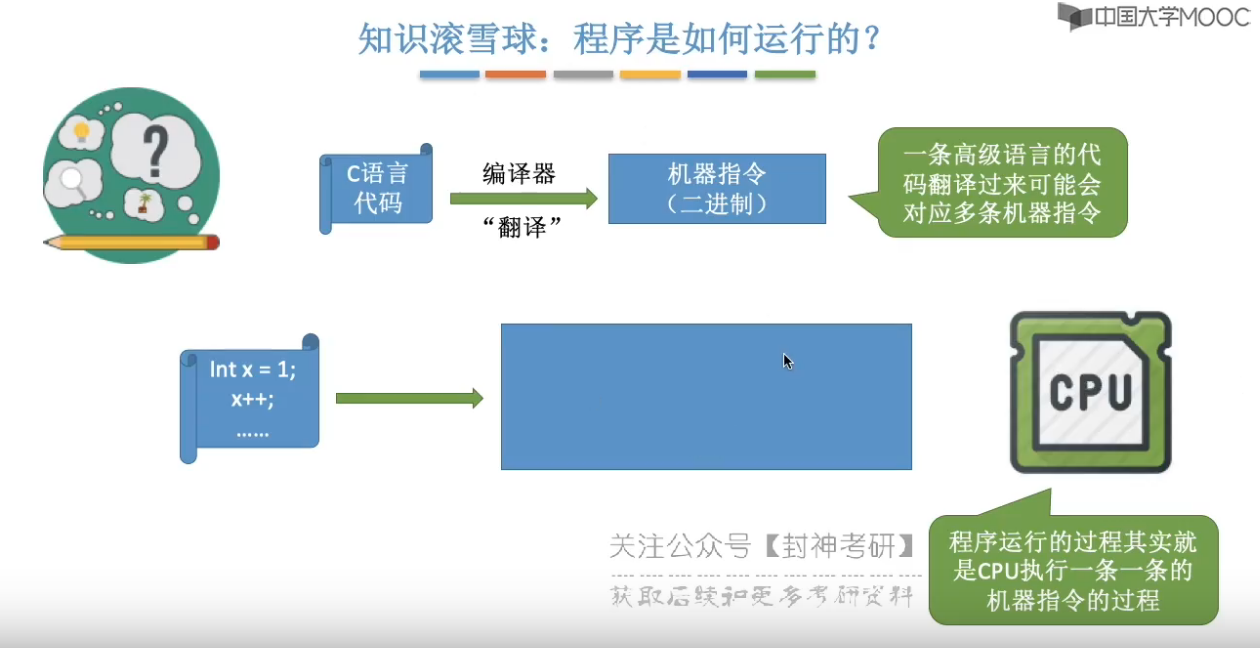 中国大学MOOC
知识滚雪球：程序是如何运行的？
?
C语言
代码
编译器
“翻译”
机器指令
（二进制）
一条高级语言的代
码翻译过来可能会
对应多条机器指令
Int x = 1;
x++;
……
CPU
关注公众号【封神考研】
获取后续和更多考研资料
程序运行的过程其实就
是CPU执行一条一条的
机器指令的过程